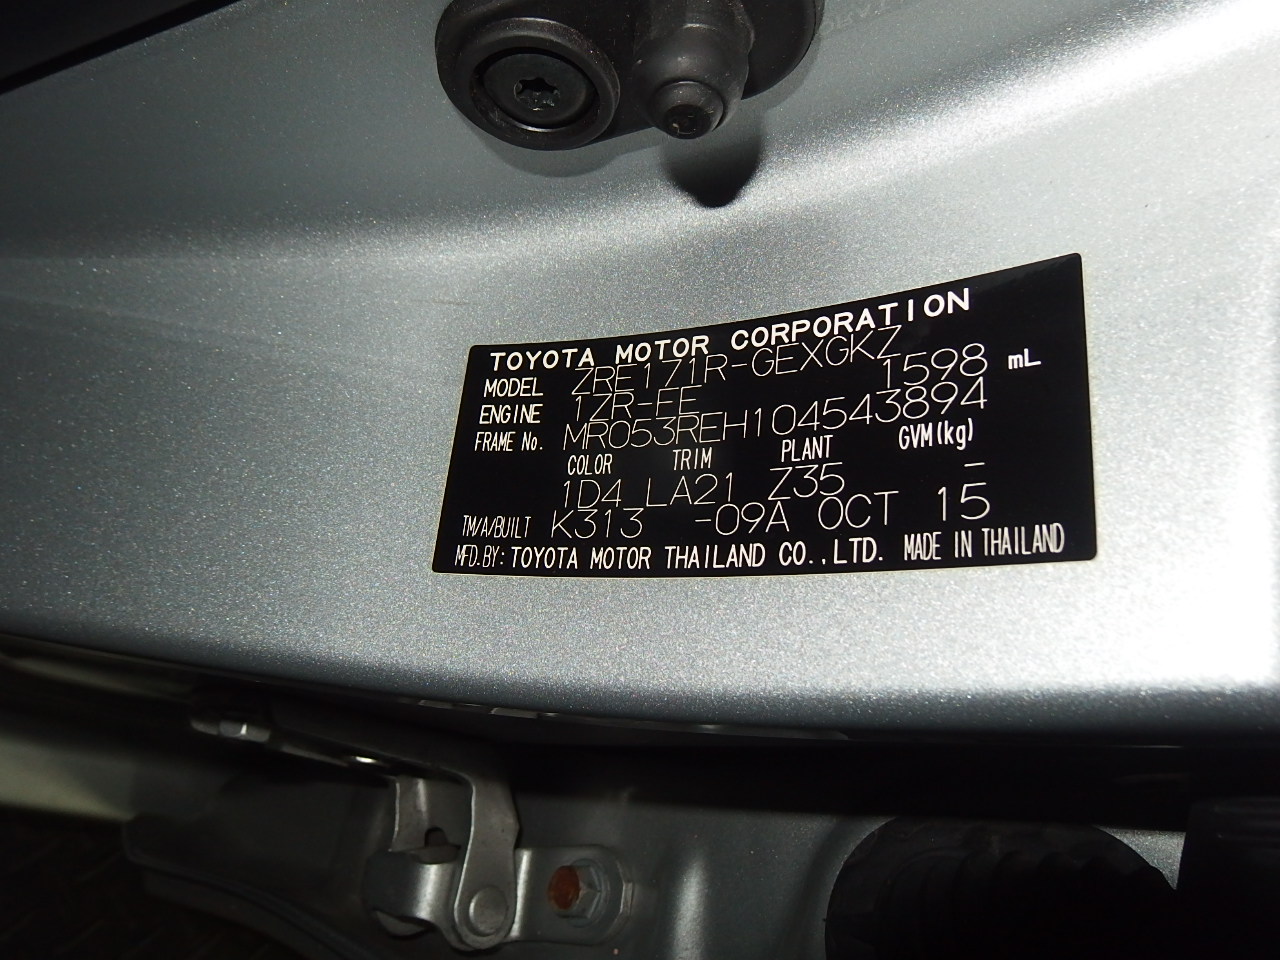 TOYOTA MOTOR CORPORATION
MODEL ZRE171R-GEXGKZ
ENGINE 1ZR-FE 1598 mL
FRAME No. MR053REH104543894
COLOR TRIM PLANT GVM(kg)
1D4 LA21 Z35 -
TM/A/BUILT K313 -09A OCT 15
MFD.BY: TOYOTA MOTOR THAILAND CO.,LTD. MADE IN THAILAND